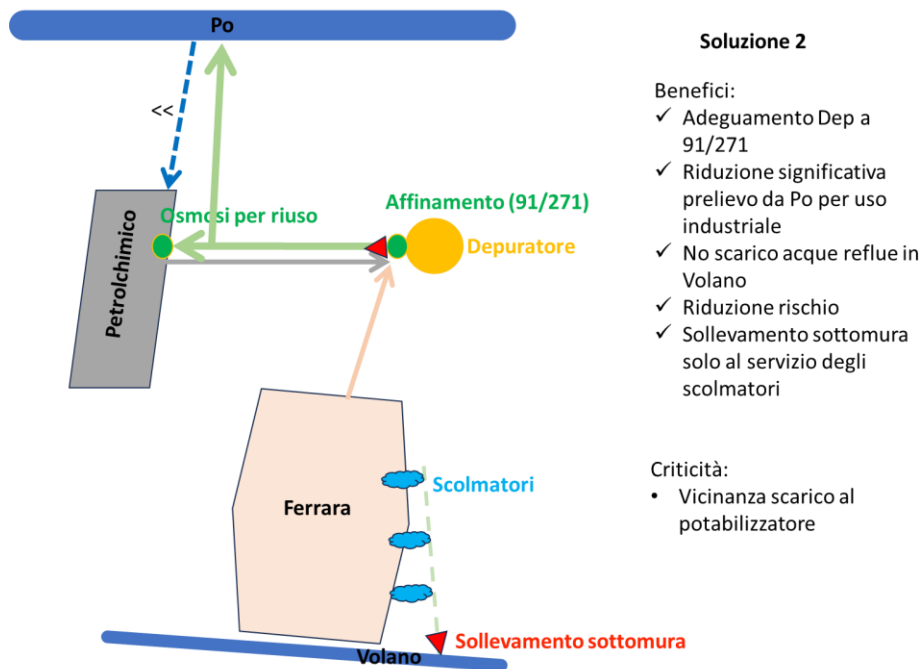 Po
Soluzione 2
<<
Benefici:
✓ Adeguamento Dep a
91/271
✓ Riduzione significativa
prelievo da Po per uso
industriale
✓ No scarico acque reflue in
Volano
✓ Riduzione rischio
✓ Sollevamento sottomura
solo al servizio degli
scolmatori
Osmosi per riuso
Affinamento (91/271)
Depuratore
Petrolchimico
Criticità:
• Vicinanza scarico al
potabilizzatore
Scolmatori
Ferrara
Sollevamento sottomura
Volano